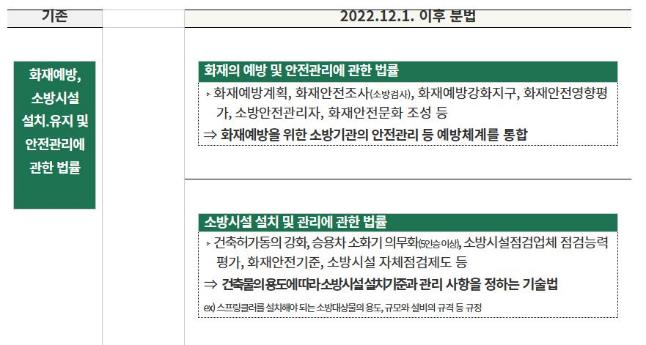 기존
2022.12.1. 이후 분법
화재예방,
소방시설
설치.유지 및
안전관리에
관한 법률
화재의 예방 및 안전관리에 관한 법률
▸ 화재예방계획, 화재안전조사(소방검사), 화재예방강화지구, 화재안전영향평
가, 소방안전관리자, 화재안전문화 조성 등
⇒ 화재예방을 위한 소방기관의 안전관리 등 예방체계를 통합
소방시설 설치 및 관리에 관한 법률
▸ 건축허가동의 강화, 승용차 소화기 의무화(5인승 이상), 소방시설점검업체 점검능력
평가, 화재안전기준, 소방시설 자체점검제도 등
⇒ 건축물의 용도에 따라 소방시설 설치기준과 관리 사항을 정하는 기술법
ex) 스프링클러를 설치해야 되는 소방대상물의 용도, 규모와 설비의 규격 등 규정